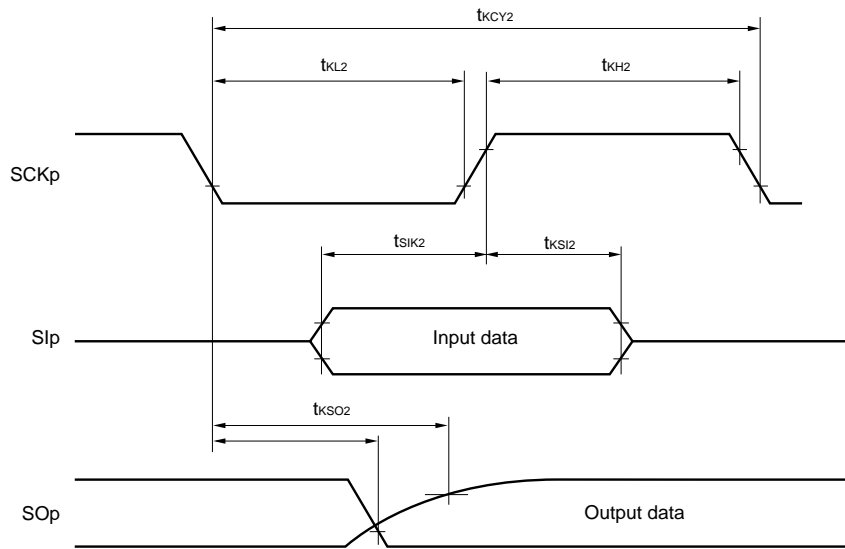 tKCY2
tKL2
tKH2
SCKp
tSIK2
tKSI2
SIp
Input data
tKSO2
SOp
Output data